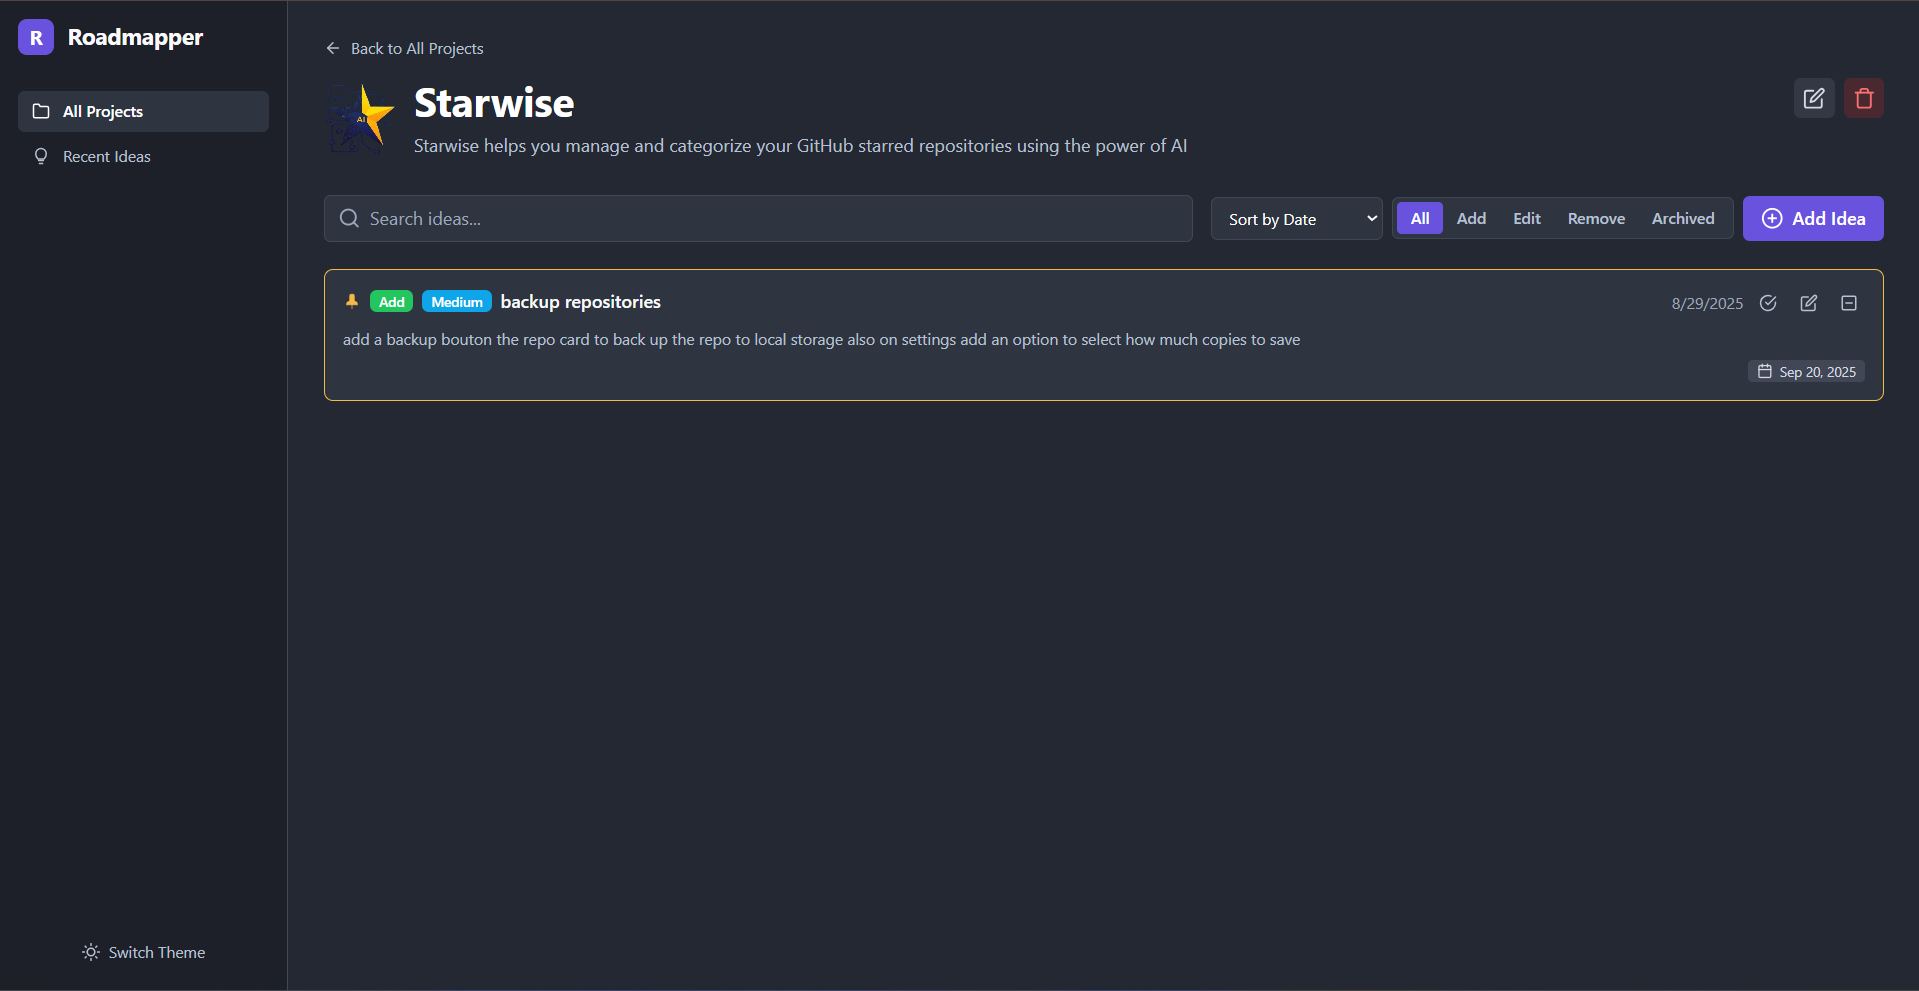 R Roadmapper
All Projects
Recent Ideas
Switch Theme
Back to All Projects
AI
Starwise
Starwise helps you manage and categorize your GitHub starred repositories using the power of AI
Search ideas...
Sort by Date
All Add Edit Remove Archived
Add Idea
Add Medium backup repositories
8/29/2025
add a backup bouton the repo card to back up the repo to local storage also on settings add an option to select how much copies to save
Sep 20, 2025